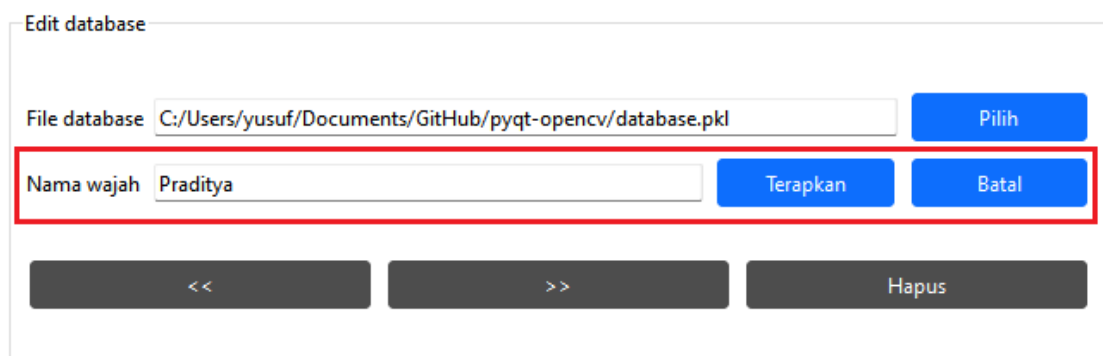 Edit database
File database C:/Users/yusuf/Documents/GitHub/pyqt-opencv/database.pkl Pilih
Nama wajah Praditya Terapkan Batal
<< >> Hapus